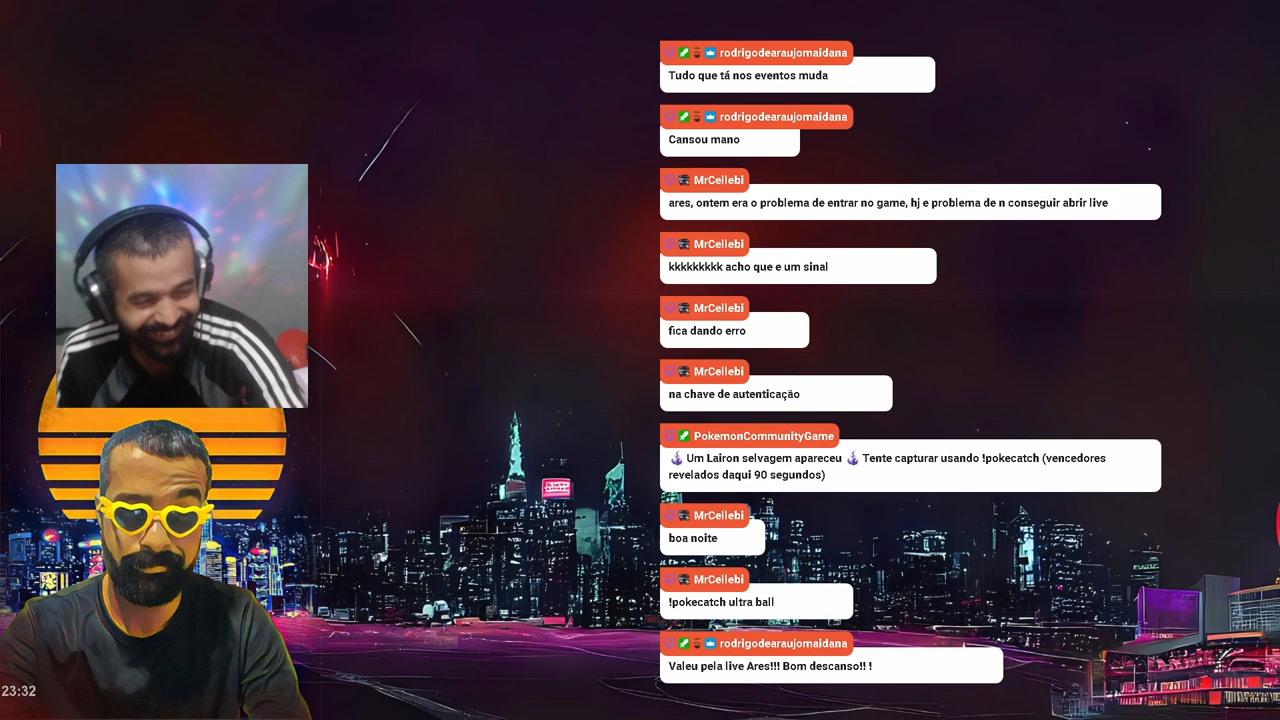 rodrigodearaujomaidana
Tudo que tá nos eventos muda
rodrigodearaujomaidana
Cansou mano
MrCellebi
ares, ontem era o problema de entrar no game, hj e problema de n conseguir abrir live
MrCellebi
kkkkkkkkk acho que e um sinal
MrCellebi
fica dando erro
MrCellebi
na chave de autenticação
PokemonCommunityGame
Um Lairon selvagem apareceu Tente capturar usando !pokecatch (vencedores
revelados daqui 90 segundos)
MrCellebi
boa noite
MrCellebi
!pokecatch ultra ball
rodrigodearaujomaidana
Valeu pela live Ares!!! Bom descanso!! !
23:32